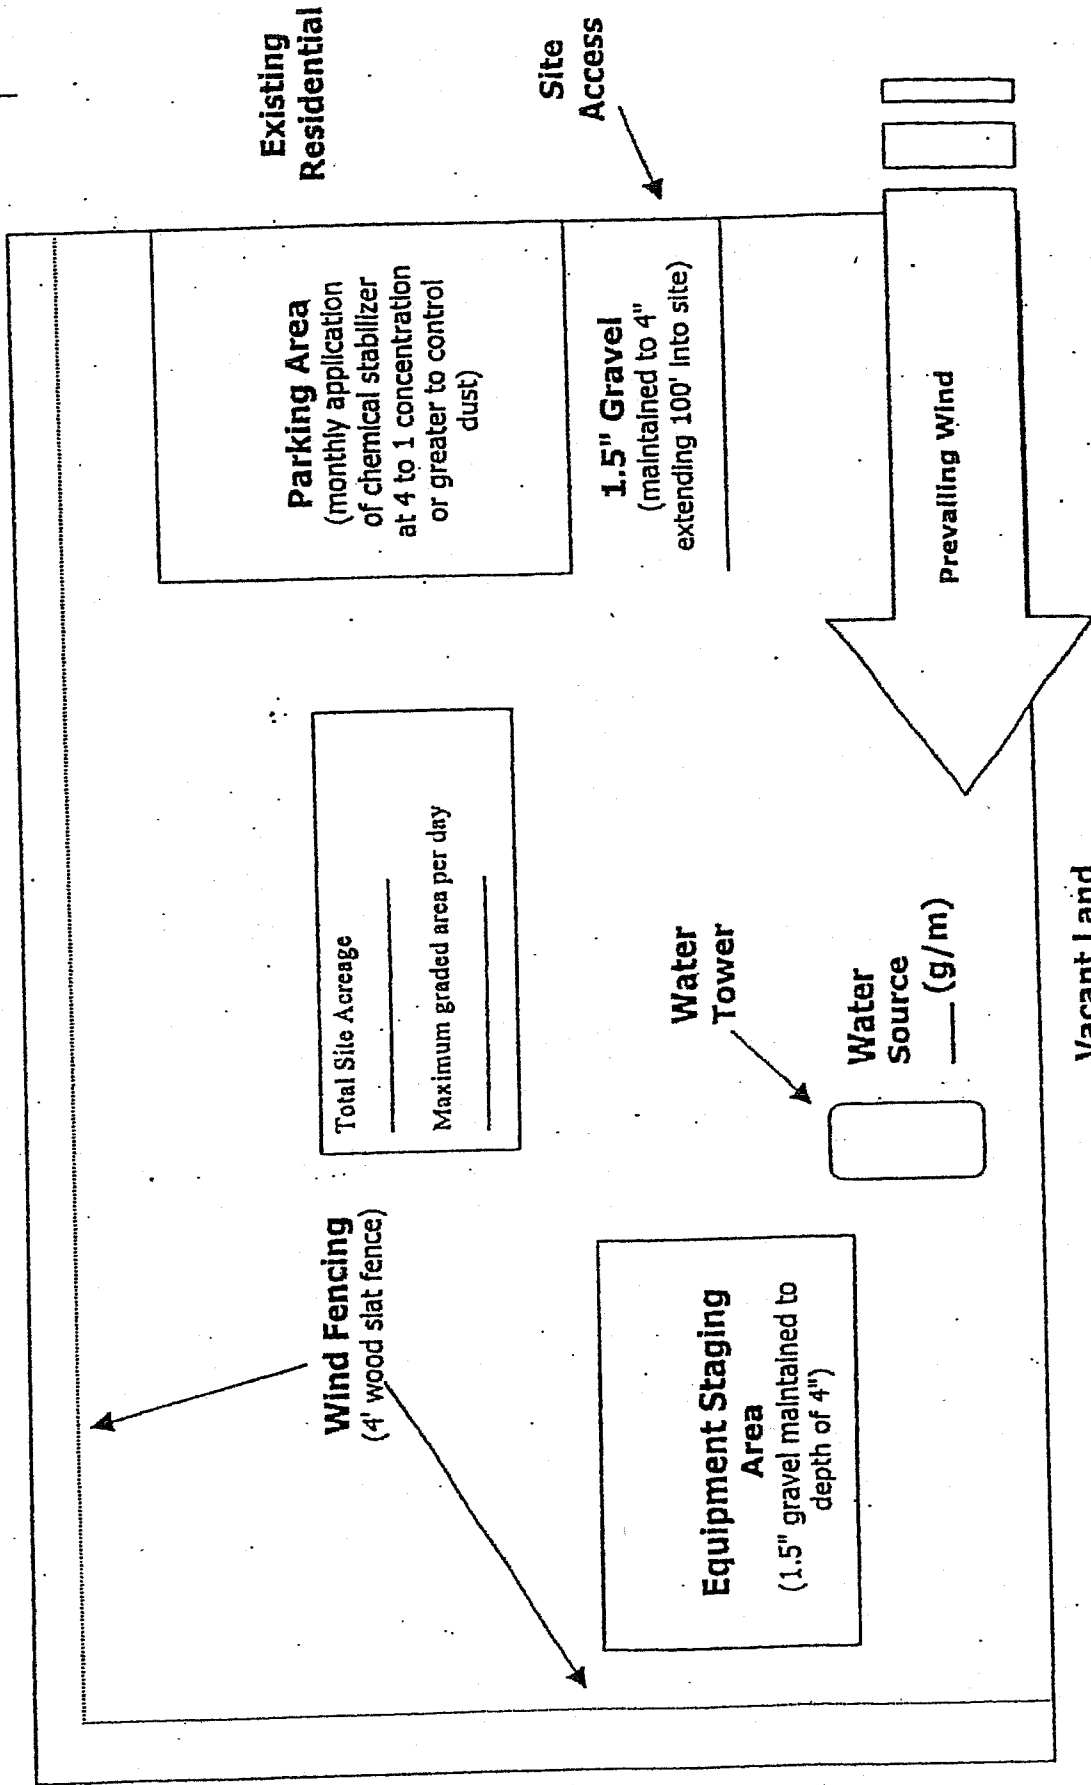 Existing
Residential
Site
Access
Parking Area
(monthly application
of chemical stabilizer
at 4 to 1 concentration
or greater to control
dust)
1.5" Gravel
(maintained to 4"
extending 100' into site)
Prevailing Wind
Total Site Acreage
Maximum graded area per day
Wind Fencing
(4' wood slat fence)
Water
Tower
Water
Source
(g/m)
Equipment Staging
Area
(1.5" gravel maintained to
depth of 4")
Vacant Land